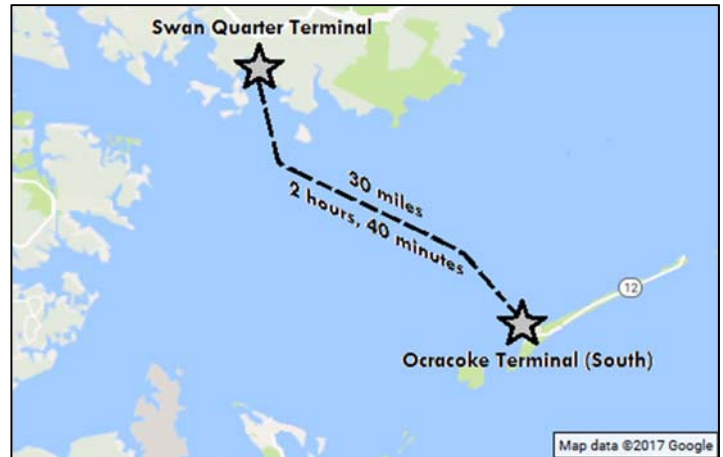 Swan Quarter Terminal
30 miles
2 hours, 40 minutes
12
Ocracoke Terminal (South)
Map data ©2017 Google